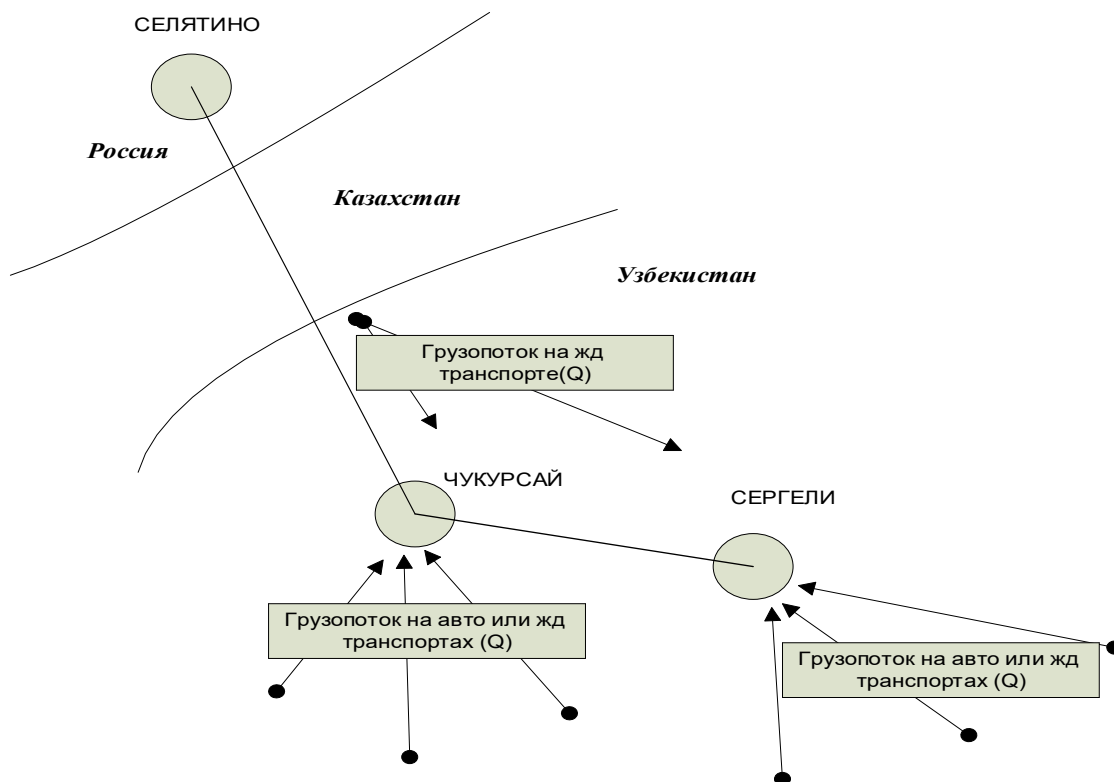 СЕЛЯТИНО
Россия
Казахстан
Узбекистан
Грузопоток на жд
транспорте(Q)
ЧУКУРСАЙ
СЕРГЕЛИ
Грузопоток на авто или жд
транспортах (Q)
Грузопоток на авто или жд
транспортах (Q)